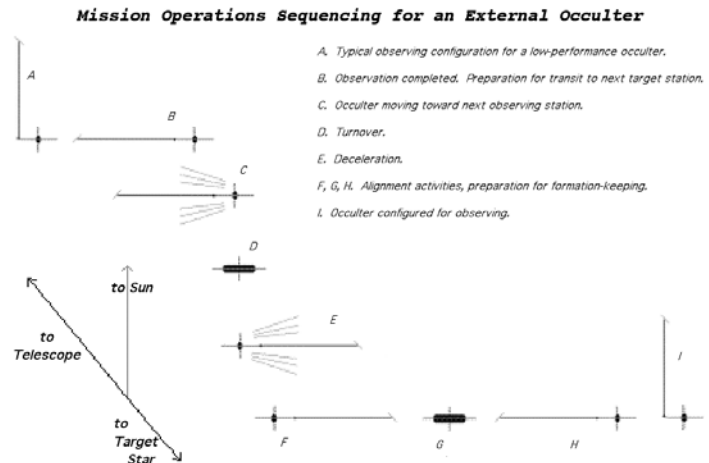 Mission Operations Sequencing for an External Occulter
A. Typical observing configuration for a low-performance occulter.
B. Observation completed. Preparation for transit to next target station.
C. Occulter moving toward next observing station.
D. Turnover.
E. Deceleration.
F, G, H. Alignment activities, preparation for formation-keeping.
I. Occulter configured for observing.
A
B
C
D
to Sun
to
Telescope
E
I
to
Target
Star
F
G
H